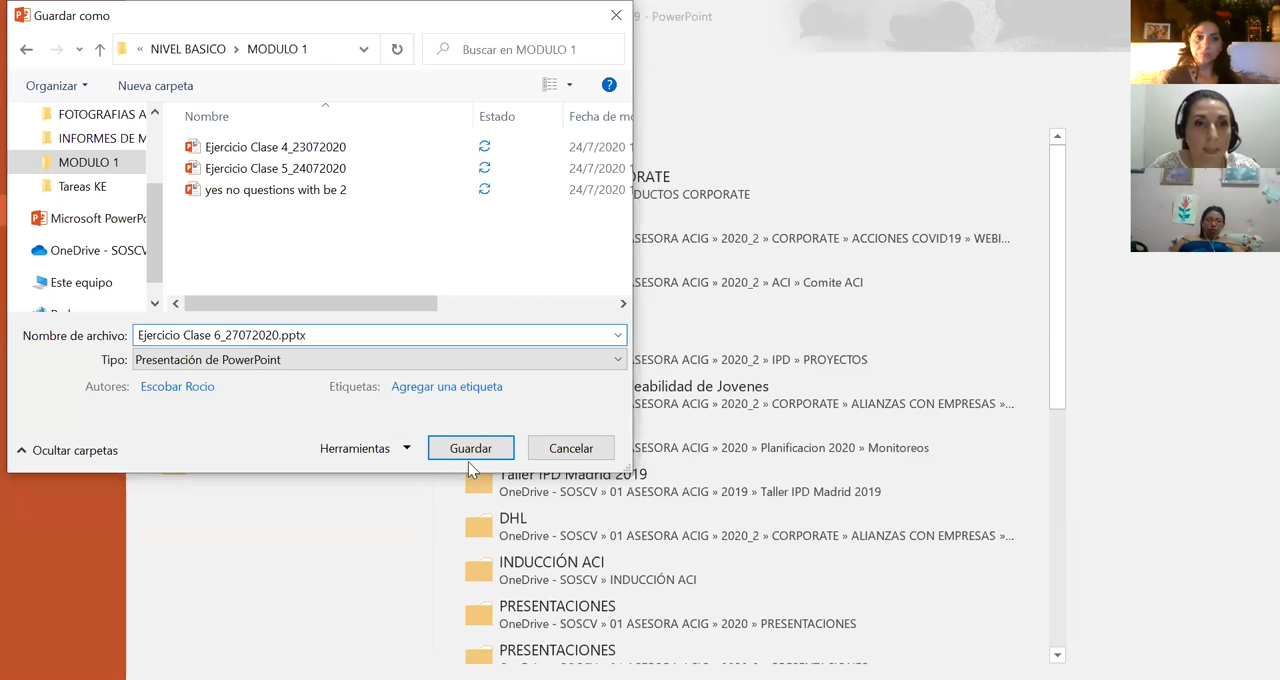 Guardar como
9 - PowerPoint
« NIVEL BASICO > MODULO 1
Buscar en MODULO 1
Organizar
Nueva carpeta
FOTOGRAFIAS A
INFORMES DE M
MODULO 1
Tareas KE
Microsoft PowerPo
OneDrive - SOSCV
Este equipo
Nombre
Estado
Fecha de mo
Ejercicio Clase 4_23072020
24/7/2020 1
Ejercicio Clase 5_24072020
24/7/2020 1
yes no questions with be 2
24/7/2020 1
Nombre de archivo:
Ejercicio Clase 6_27072020.pptx
Tipo:
Presentación de PowerPoint
Autores:
Escobar Rocio
Etiquetas:
Agregar una etiqueta
Ocultar carpetas
Herramientas
Guardar
Cancelar
ORATE
DUCTOS CORPORATE
ASESORA ACIG » 2020_2 » CORPORATE » ACCIONES COVID19 » WEBI...
ASESORA ACIG » 2020_2 » ACI » Comite ACI
ASESORA ACIG » 2020_2 » IPD » PROYECTOS
eabilidad de Jovenes
ASESORA ACIG » 2020_2 » CORPORATE » ALIANZAS CON EMPRESAS »...
ASESORA ACIG » 2020 » Planificacion 2020 » Monitoreos
Taller IPD Madrid 2019
OneDrive - SOSCV » 01 ASESORA ACIG » 2019 » Taller IPD Madrid 2019
DHL
OneDrive - SOSCV » 01 ASESORA ACIG » 2020_2 » CORPORATE » ALIANZAS CON EMPRESAS »...
INDUCCIÓN ACI
OneDrive - SOSCV » INDUCCIÓN ACI
PRESENTACIONES
OneDrive - SOSCV » 01 ASESORA ACIG » 2020 » PRESENTACIONES
PRESENTACIONES